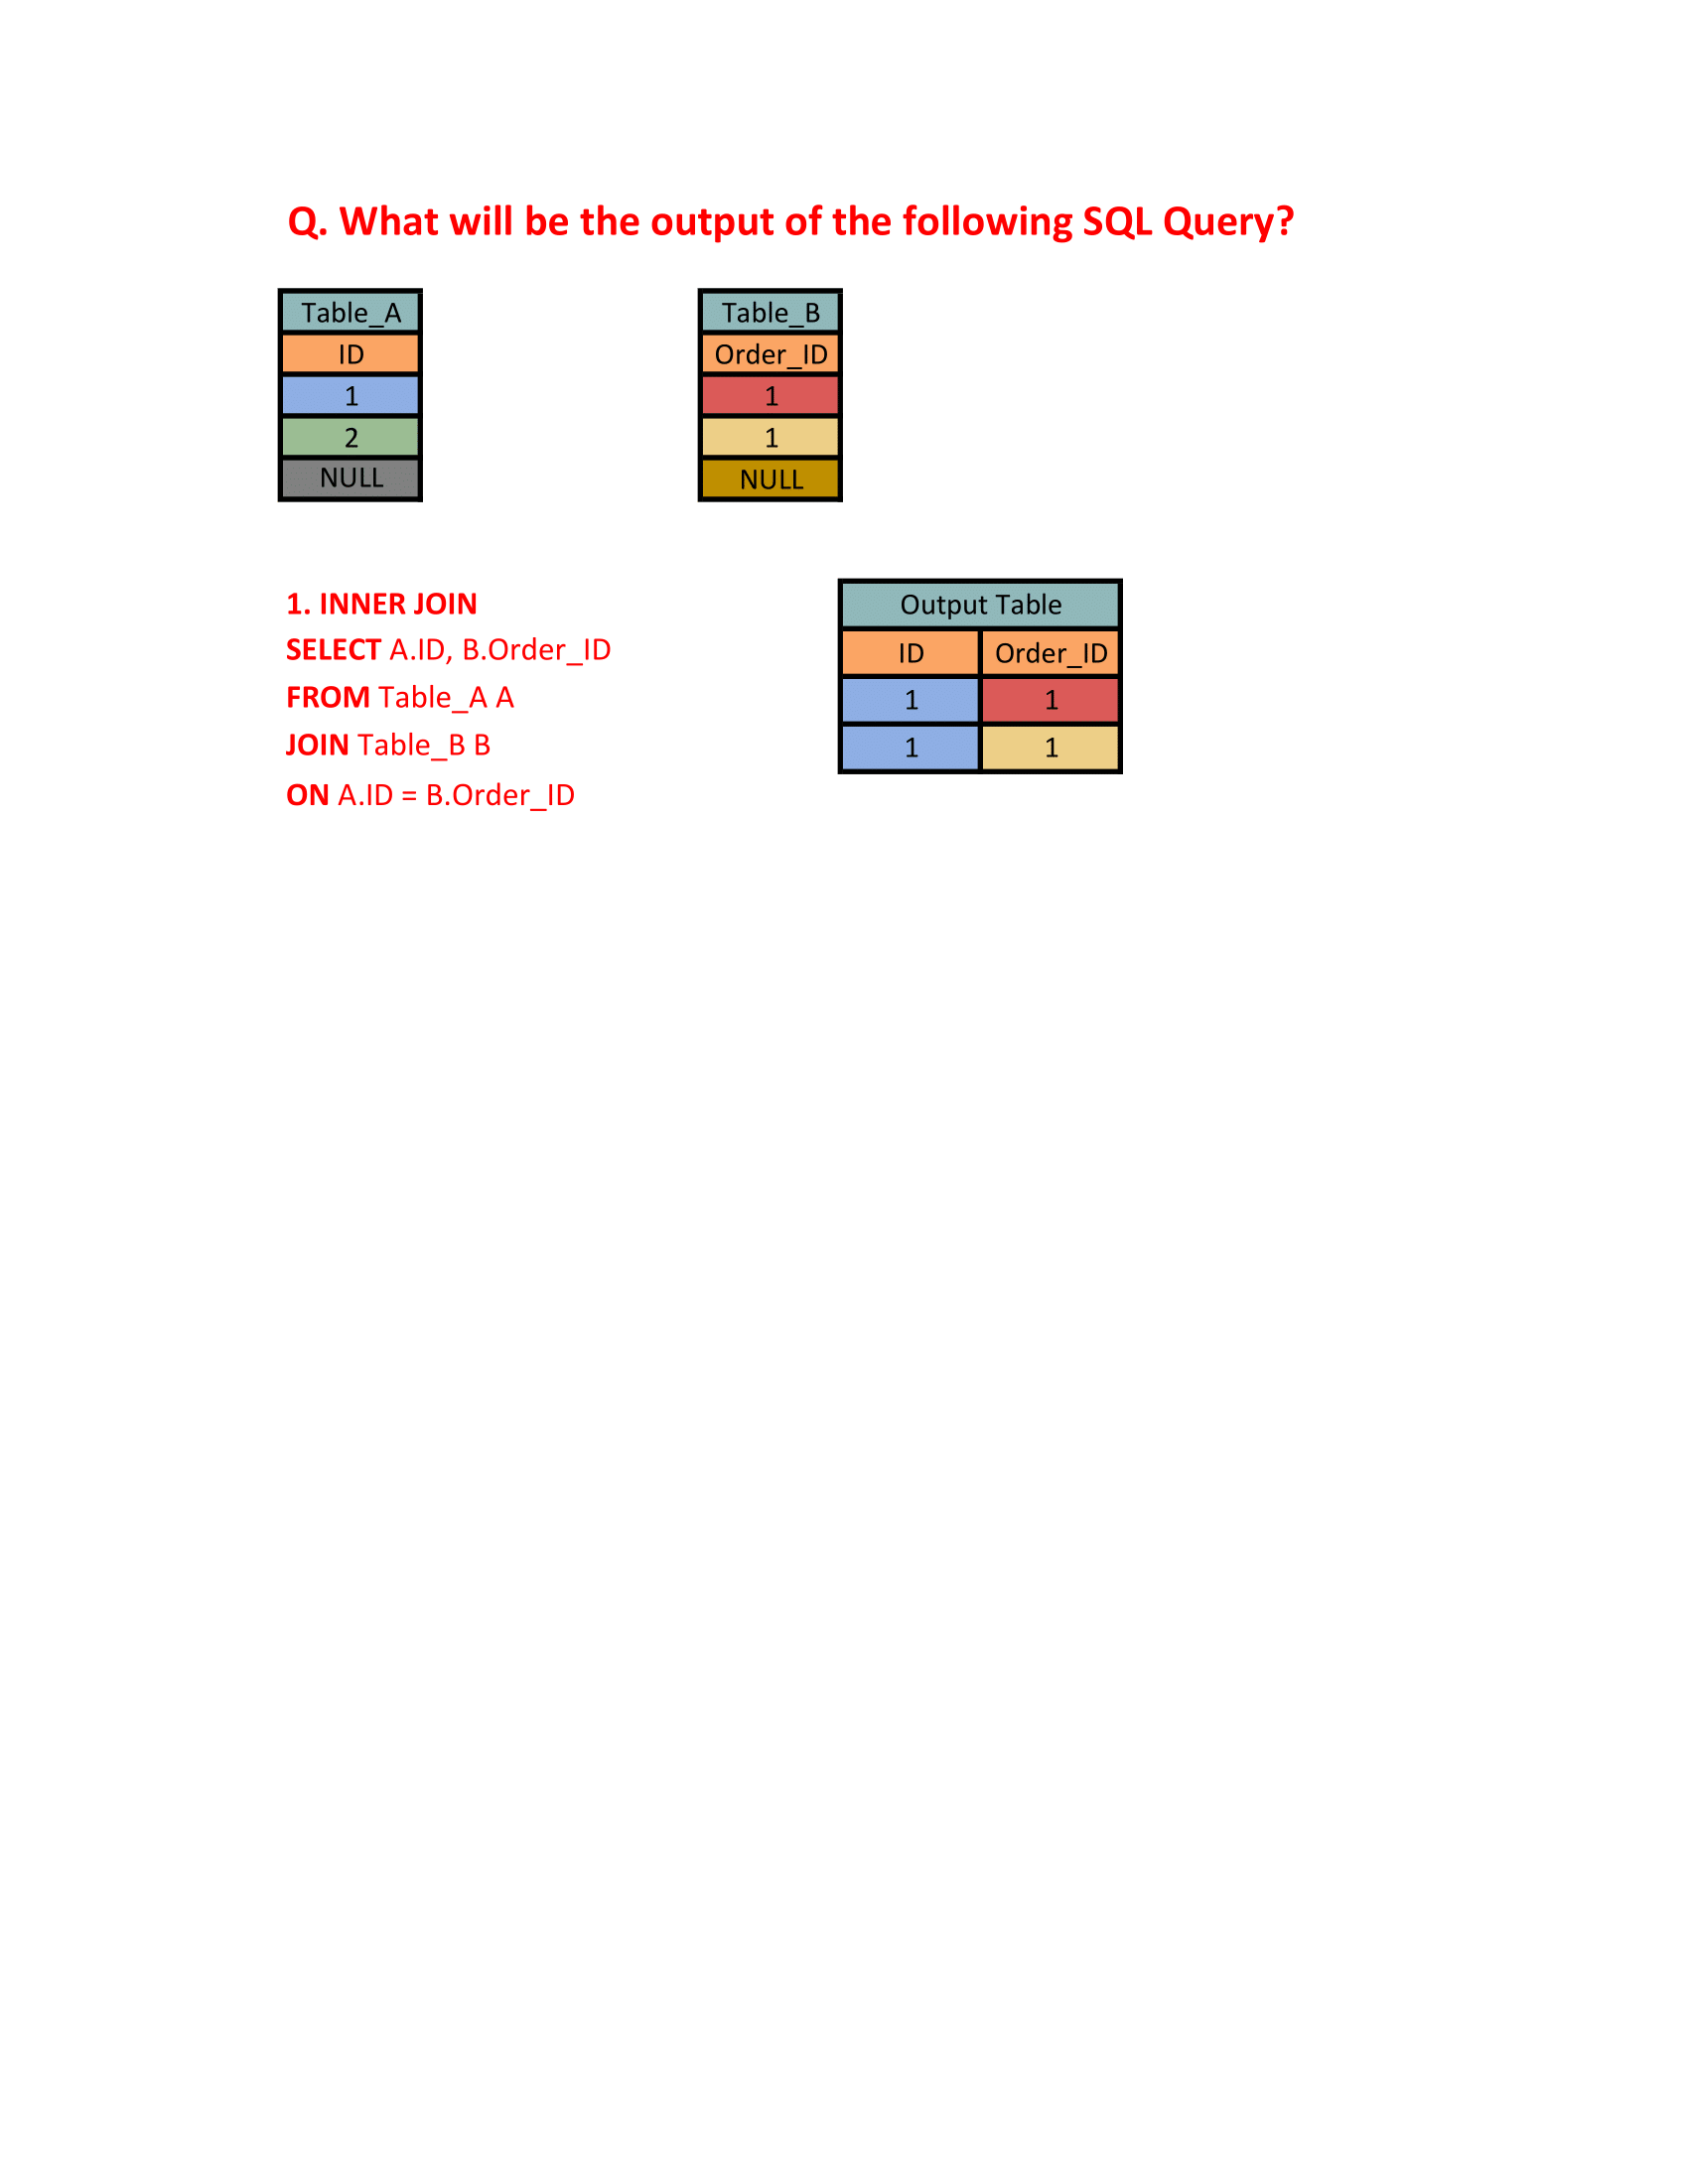 Q. What will be the output of the following SQL Query?
Table_A
ID
1
2
NULL
Table_B
Order_ID
1
1
NULL
1. INNER JOIN
SELECT A.ID, B.Order_ID
FROM Table_A A
JOIN Table_B B
ON A.ID = B.Order_ID
Output Table
ID Order_ID
1 1
1 1